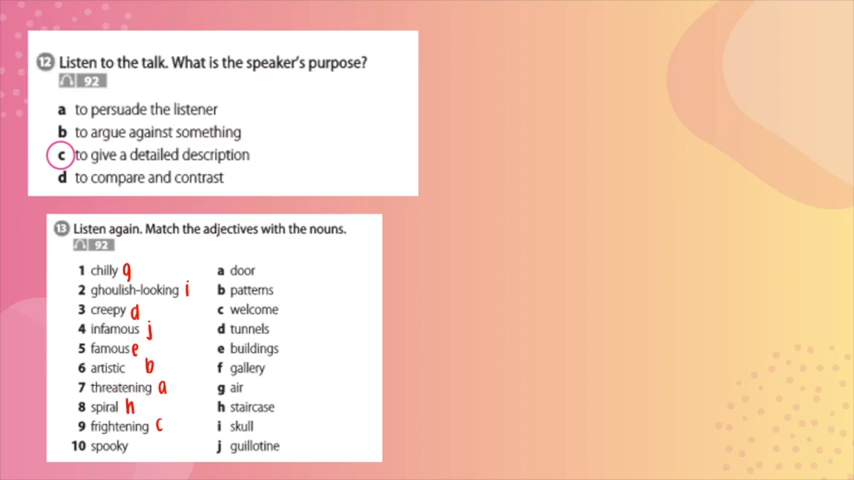 12 Listen to the talk. What is the speaker's purpose?
92
a to persuade the listener
b to argue against something
c to give a detailed description
d to compare and contrast
13 Listen again. Match the adjectives with the nouns.
92
1 chilly g a door
2 ghoulish-looking i b patterns
3 creepy d c welcome
4 infamous j d tunnels
5 famous e e buildings
6 artistic b f gallery
7 threatening a g air
8 spiral h h staircase
9 frightening c i skull
10 spooky j guillotine